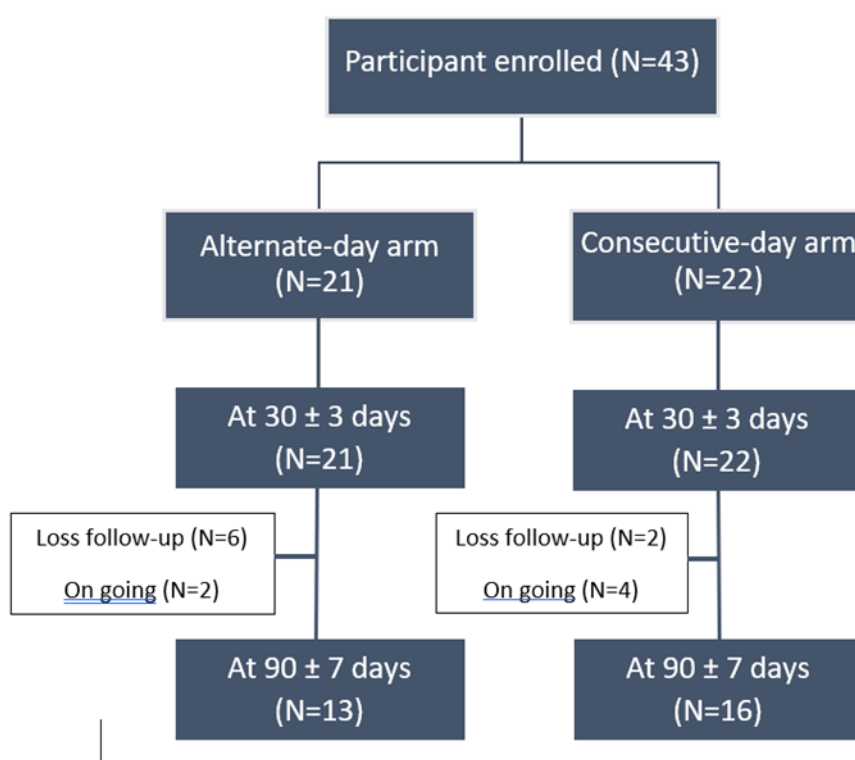 Participant enrolled (N=43)
Alternate-day arm
(N=21)
Consecutive-day arm
(N=22)
At 30 ± 3 days
(N=21)
At 30 ± 3 days
(N=22)
Loss follow-up (N=6)
On going (N=2)
Loss follow-up (N=2)
On going (N=4)
At 90 ± 7 days
(N=13)
At 90 ± 7 days
(N=16)